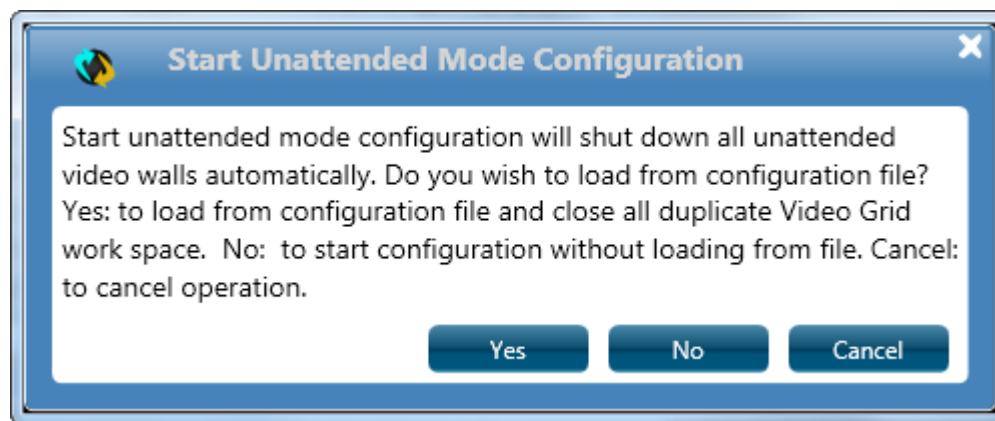 Start Unattended Mode Configuration
Start unattended mode configuration will shut down all unattended
video walls automatically. Do you wish to load from configuration file?
Yes: to load from configuration file and close all duplicate Video Grid
work space.  No:  to start configuration without loading from file. Cancel:
to cancel operation.
Yes No Cancel